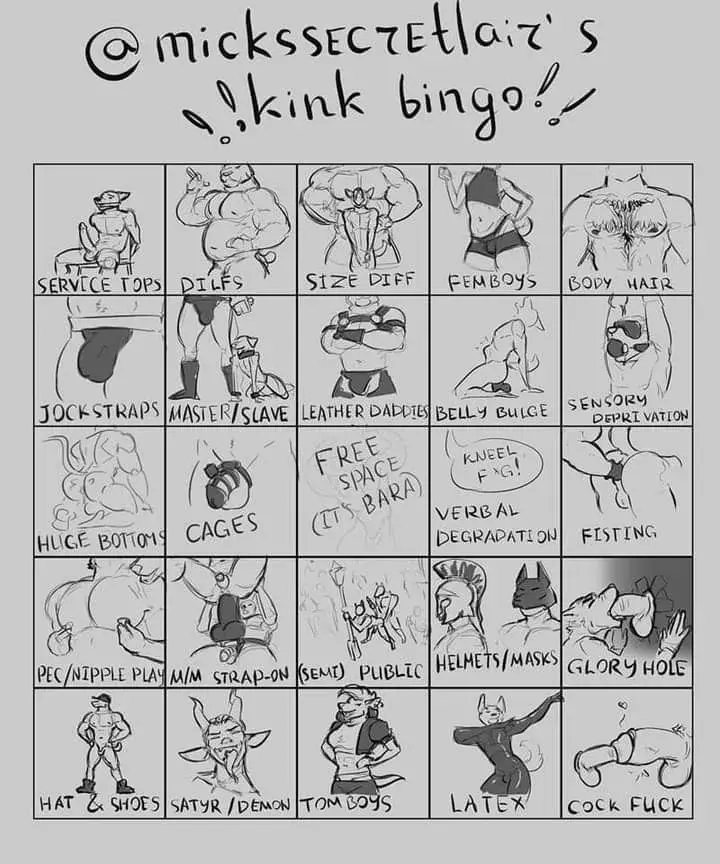 @mickssecretlair's
!!kink bingo!!
SERVICE TOPS
DILFS
SIZE DIFF
FEMBOYS
BODY HAIR
JOCKSTRAPS
MASTER/SLAVE
LEATHER DADDIES
BELLY BULGE
SENSORY
DEPRIVATION
HUGE BOTTOMS
CAGES
FREE
SPACE
(IT'S BARA)
KNEEL
F*G!
VERBAL
DEGRADATION
FISTING
PEC/NIPPLE PLAY
M/M STRAP-ON
(SEMI) PUBLIC
HELMETS/MASKS
GLORY HOLE
HAT & SHOES
SATYR/DEMON
TOMBOYS
LATEX
COCK FUCK